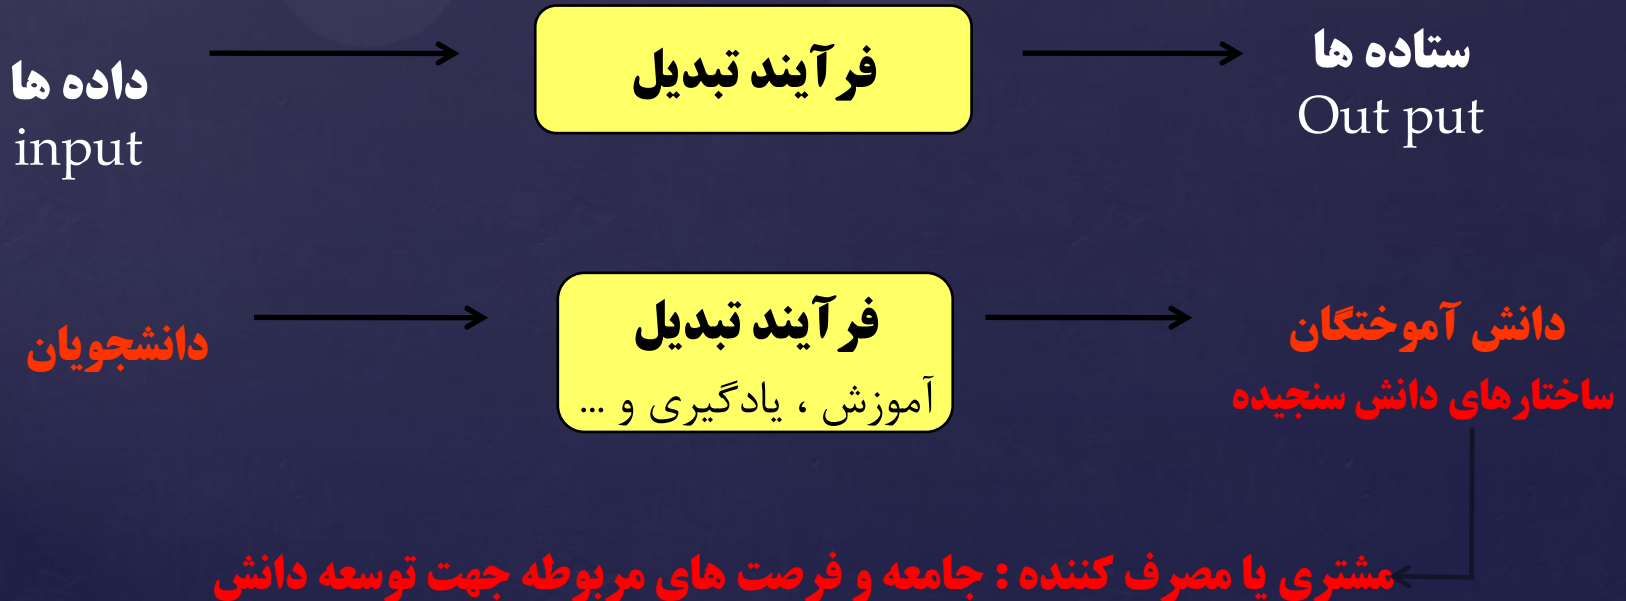 داده ها
input
فرآیند تبدیل
ستاده ها
Out put
دانشجویان
فرآیند تبدیل
آموزش ، یادگیری و ...
دانش آموختگان
ساختارهای دانش سنجیده
مشتری یا مصرف کننده : جامعه و فرصت های مربوطه جهت توسعه دانش